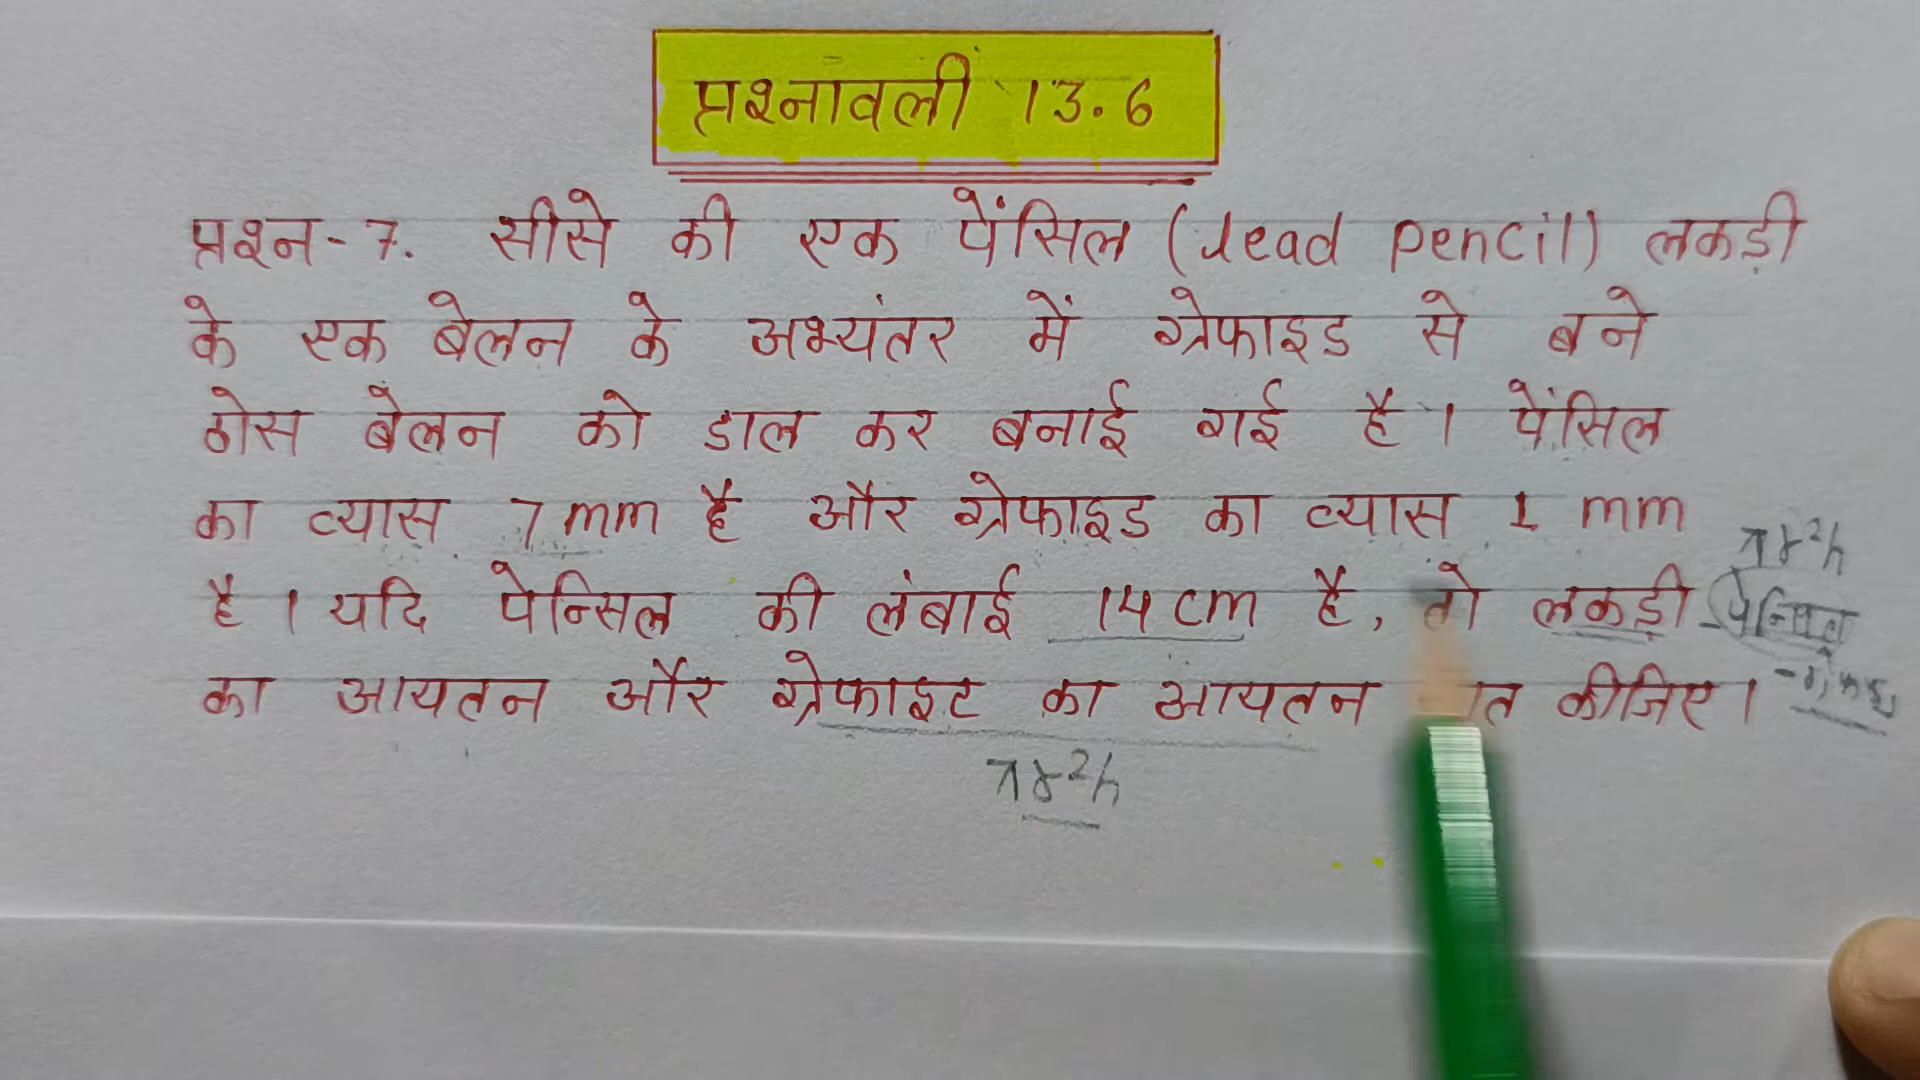 प्रश्नावली 13.6
प्रश्न-7. सीसे की एक पेंसिल (lead pencil) लकड़ी
के एक बेलन के अभ्यंतर में ग्रेफाइड से बने
ठोस बेलन को डाल कर बनाई गई है। पेंसिल
का व्यास 7 mm है और ग्रेफाइड का व्यास 1 mm
है। यदि पेन्सिल की लंबाई 14 cm है, तो लकड़ी
का आयतन और ग्रेफाइट का आयतन कीजिए।
πr²h
पेन्सिल
πr²h